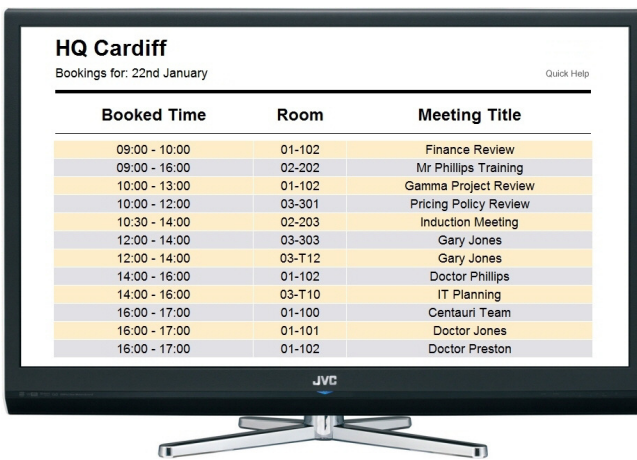 HQ Cardiff
Bookings for: 22nd January
Quick Help
Booked Time Room Meeting Title
09:00 - 10:00 01-102 Finance Review
09:00 - 16:00 02-202 Mr Phillips Training
10:00 - 13:00 01-102 Gamma Project Review
10:00 - 12:00 03-301 Pricing Policy Review
10:30 - 14:00 02-203 Induction Meeting
12:00 - 14:00 03-303 Gary Jones
12:00 - 14:00 03-T12 Gary Jones
14:00 - 16:00 01-102 Doctor Phillips
14:00 - 16:00 03-T10 IT Planning
16:00 - 17:00 01-100 Centauri Team
16:00 - 17:00 01-101 Doctor Jones
16:00 - 17:00 01-102 Doctor Preston
JVC